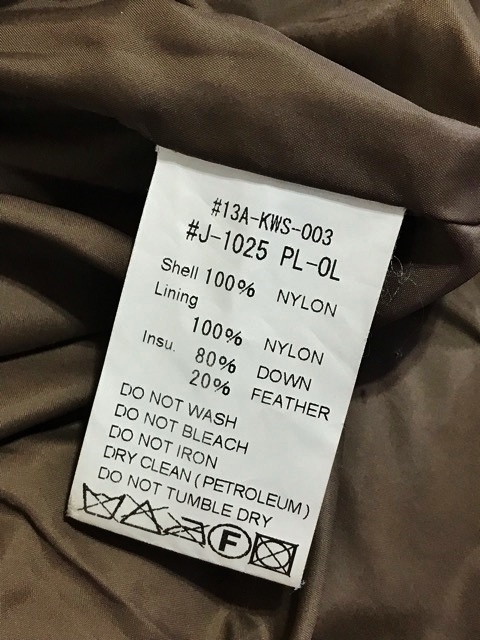 #13A-KWS-003
#J-1025 PL-OL
Shell 100% NYLON
Lining
100% NYLON
Insu. 80% DOWN
20% FEATHER
DO NOT WASH
DO NOT BLEACH
DO NOT IRON
DRY CLEAN ( PETROLEUM )
DO NOT TUMBLE DRY
F